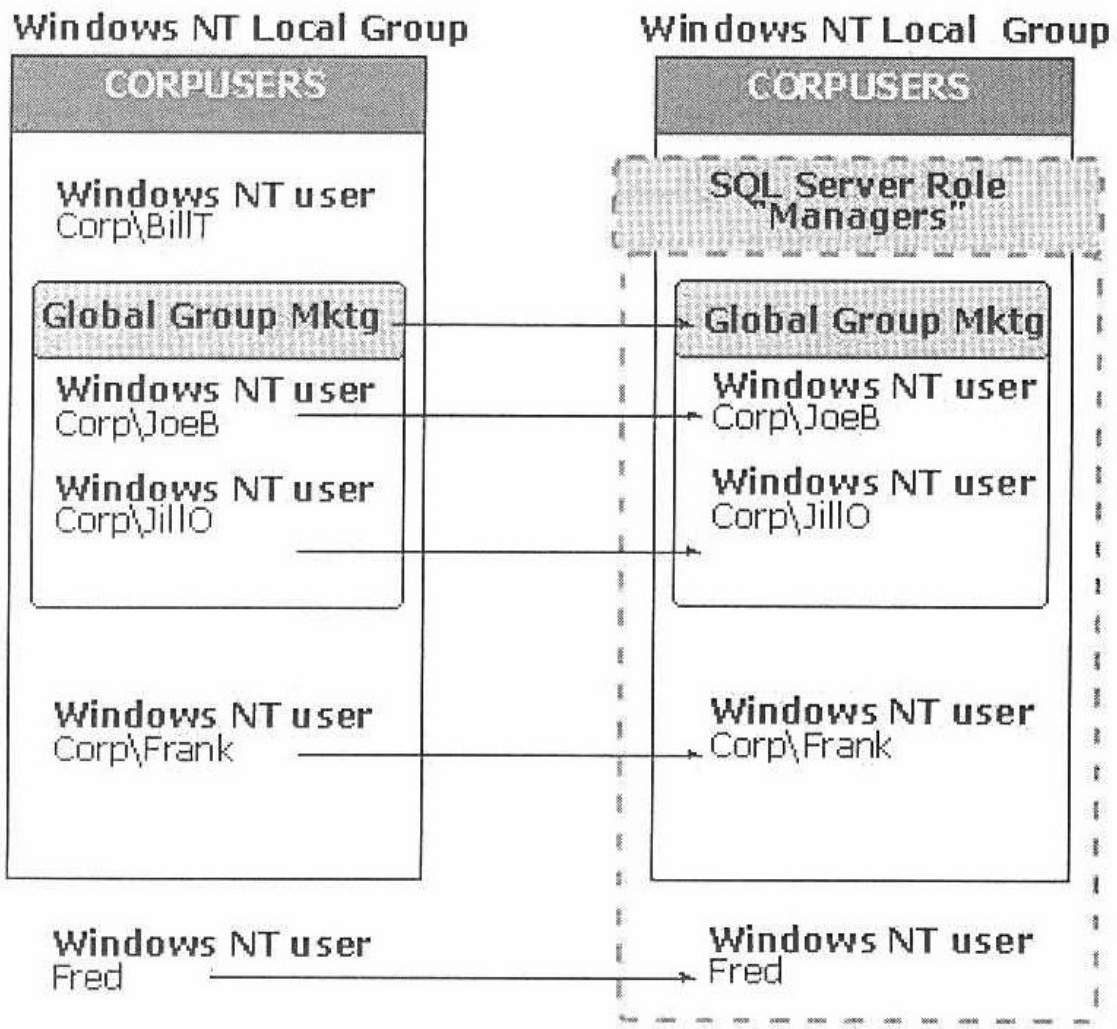 Windows NT Local Group
CORPUSERS
Windows NT user
Corp\BillT
Global Group Mktg
Windows NT user
Corp\JoeB
Windows NT user
Corp\JillO
Windows NT user
Corp\Frank
Windows NT user
Fred
Windows NT Local Group
CORPUSERS
SQL Server Role
"Managers"
Global Group Mktg
Windows NT user
Corp\JoeB
Windows NT user
Corp\JillO
Windows NT user
Corp\Frank
Windows NT user
Fred